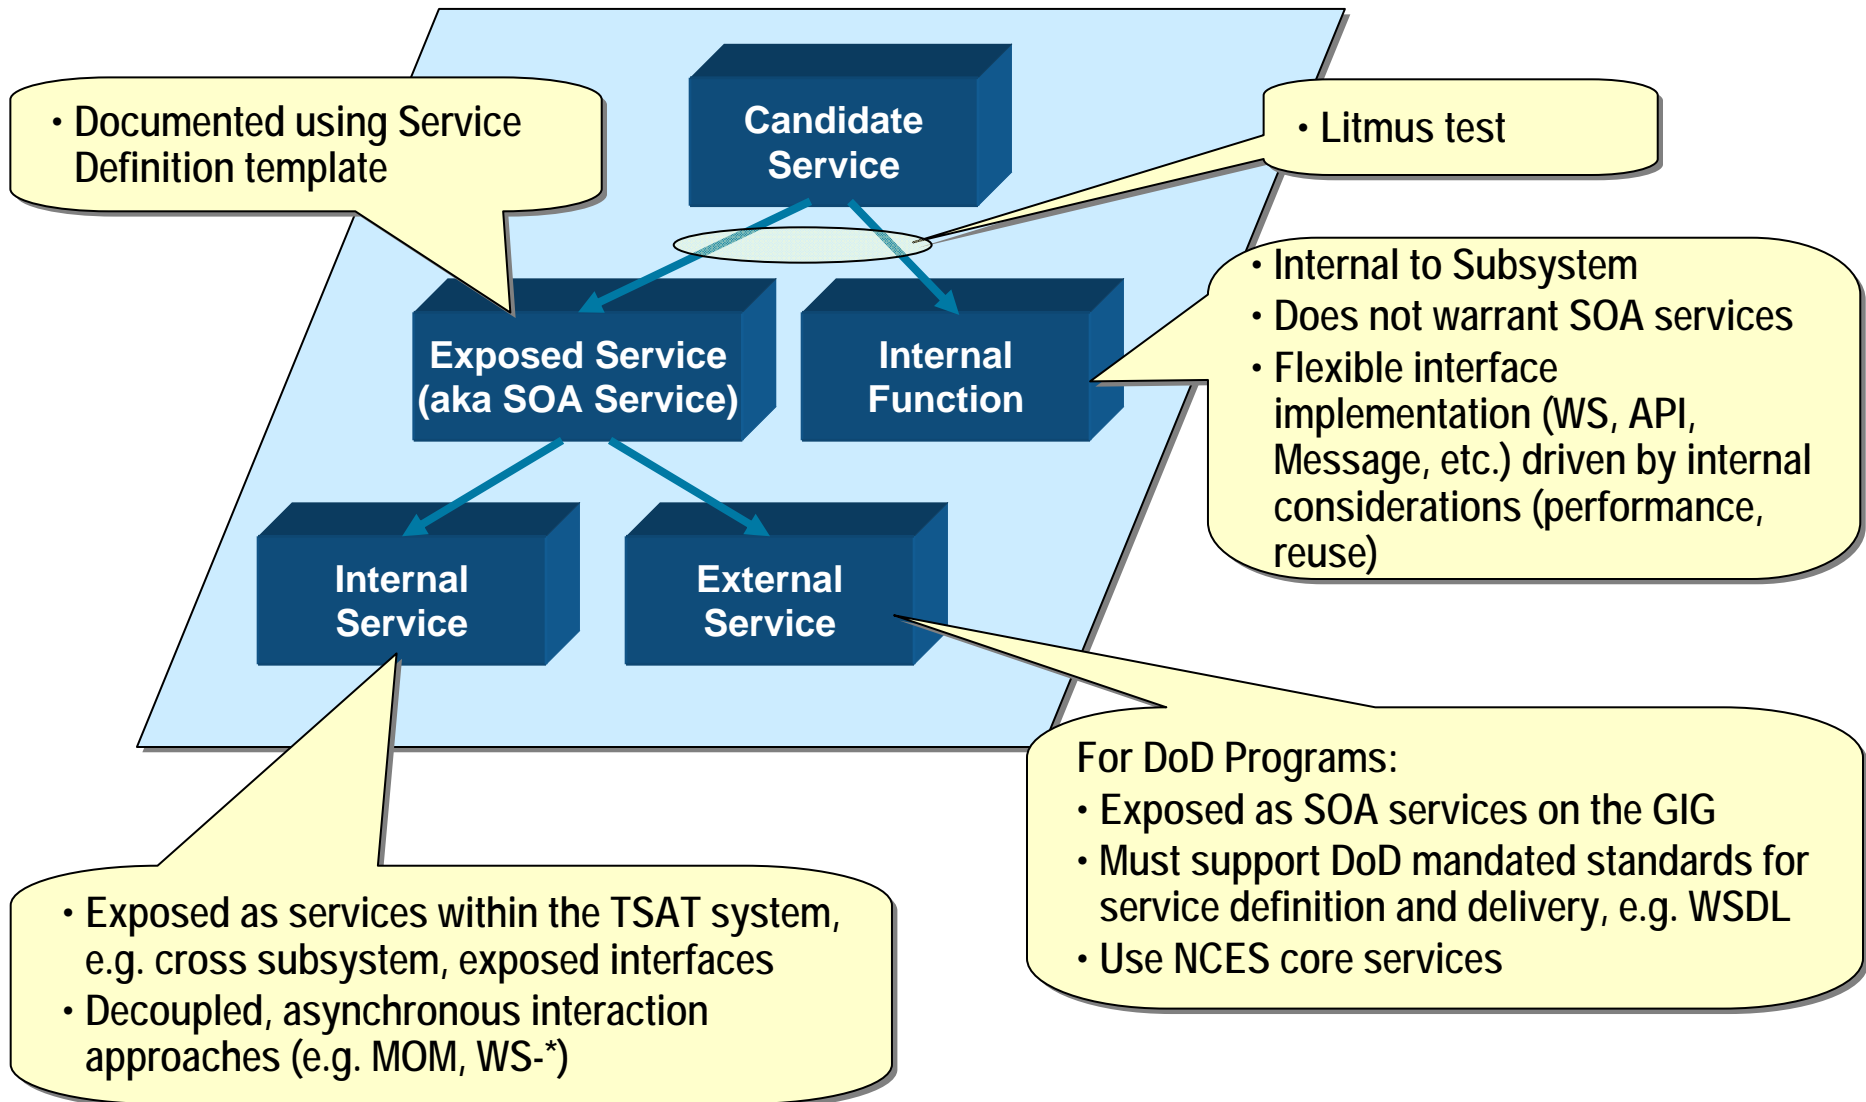 Candidate
Service
• Documented using Service
Definition template
• Litmus test
Exposed Service
(aka SOA Service)
Internal
Function
• Internal to Subsystem
• Does not warrant SOA services
• Flexible interface
implementation (WS, API,
Message, etc.) driven by internal
considerations (performance,
reuse)
Internal
Service
External
Service
For DoD Programs:
• Exposed as SOA services on the GIG
• Must support DoD mandated standards for
service definition and delivery, e.g. WSDL
• Use NCES core services
• Exposed as services within the TSAT system,
e.g. cross subsystem, exposed interfaces
• Decoupled, asynchronous interaction
approaches (e.g. MOM, WS-*)